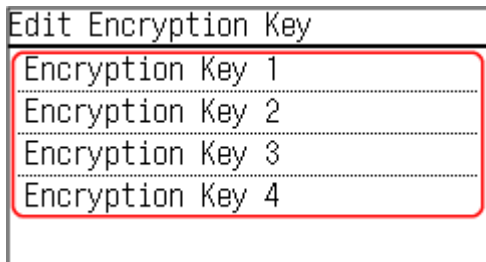 Edit Encryption Key
Encryption Key 1
Encryption Key 2
Encryption Key 3
Encryption Key 4